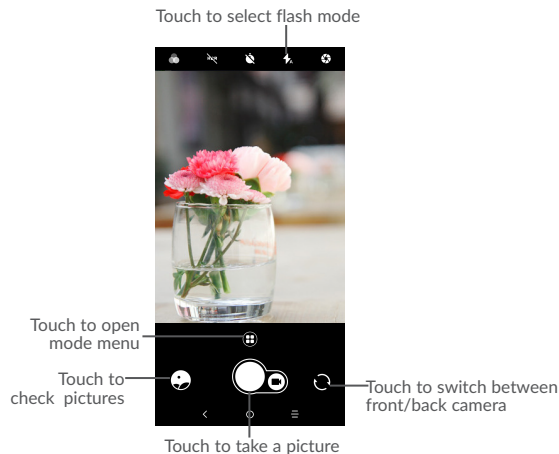 Touch to select flash mode
Touch to open
mode menu
Touch to
check pictures
Touch to switch between
front/back camera
Touch to take a picture